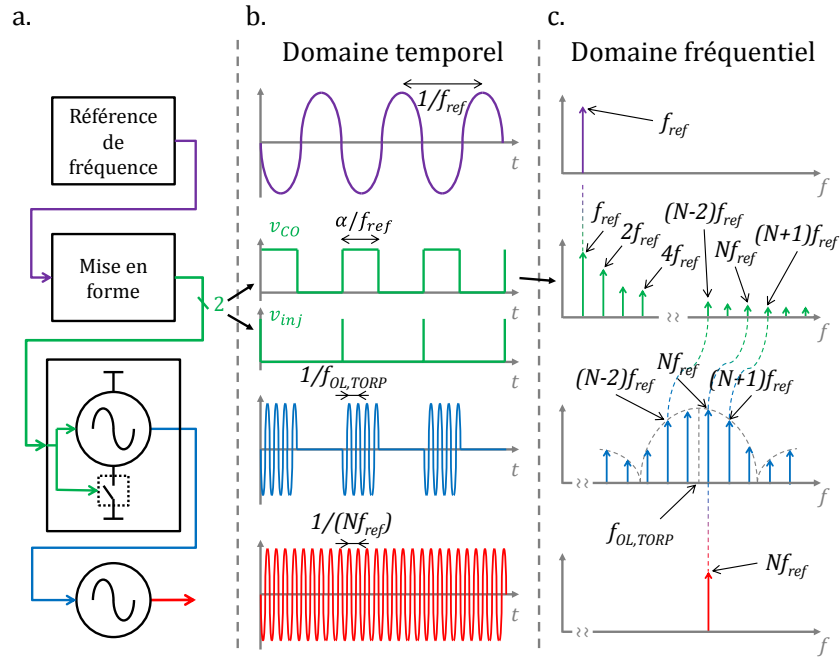 a.
b.
c.
Domaine temporel
Domaine fréquentiel
Référence
de
fréquence
Mise en
forme
2
1/f_ref
t
v_CO
α/f_ref
t
v_inj
t
1/f_OL,TORP
t
1/(Nf_ref)
t
f_ref
f
f_ref
2f_ref
4f_ref
(N-2)f_ref
Nf_ref
(N+1)f_ref
f
(N-2)f_ref
Nf_ref
(N+1)f_ref
f
f_OL,TORP
Nf_ref
f